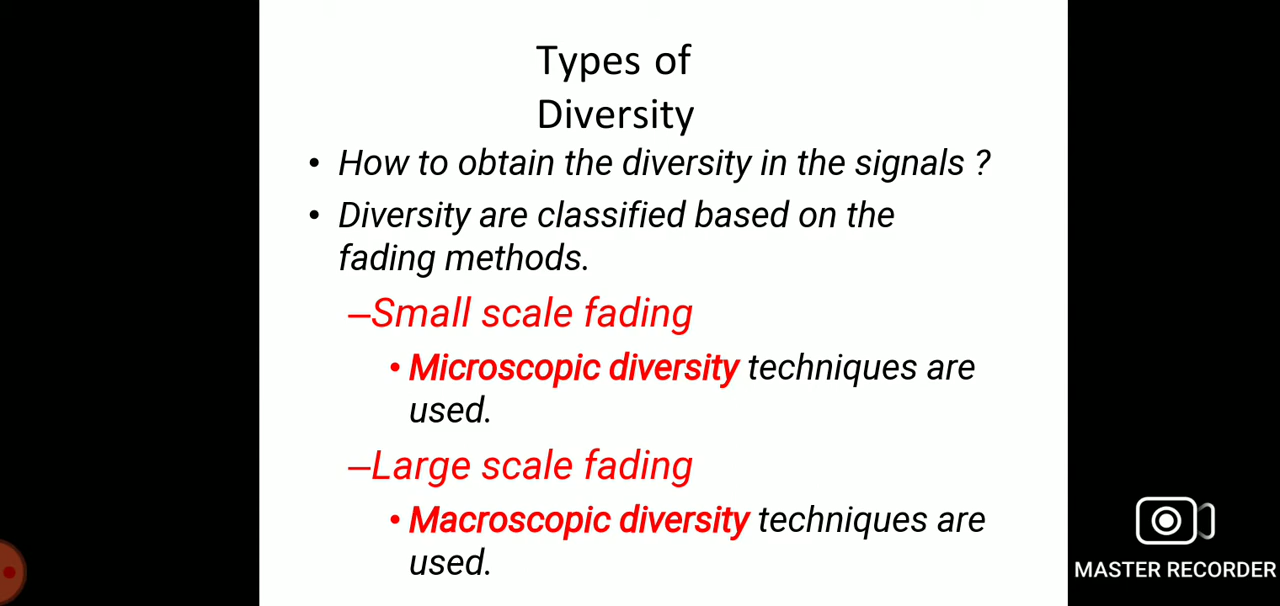 Types of
Diversity
• How to obtain the diversity in the signals ?
• Diversity are classified based on the
fading methods.
–Small scale fading
• Microscopic diversity techniques are
used.
–Large scale fading
• Macroscopic diversity techniques are
used.
MASTER RECORDER